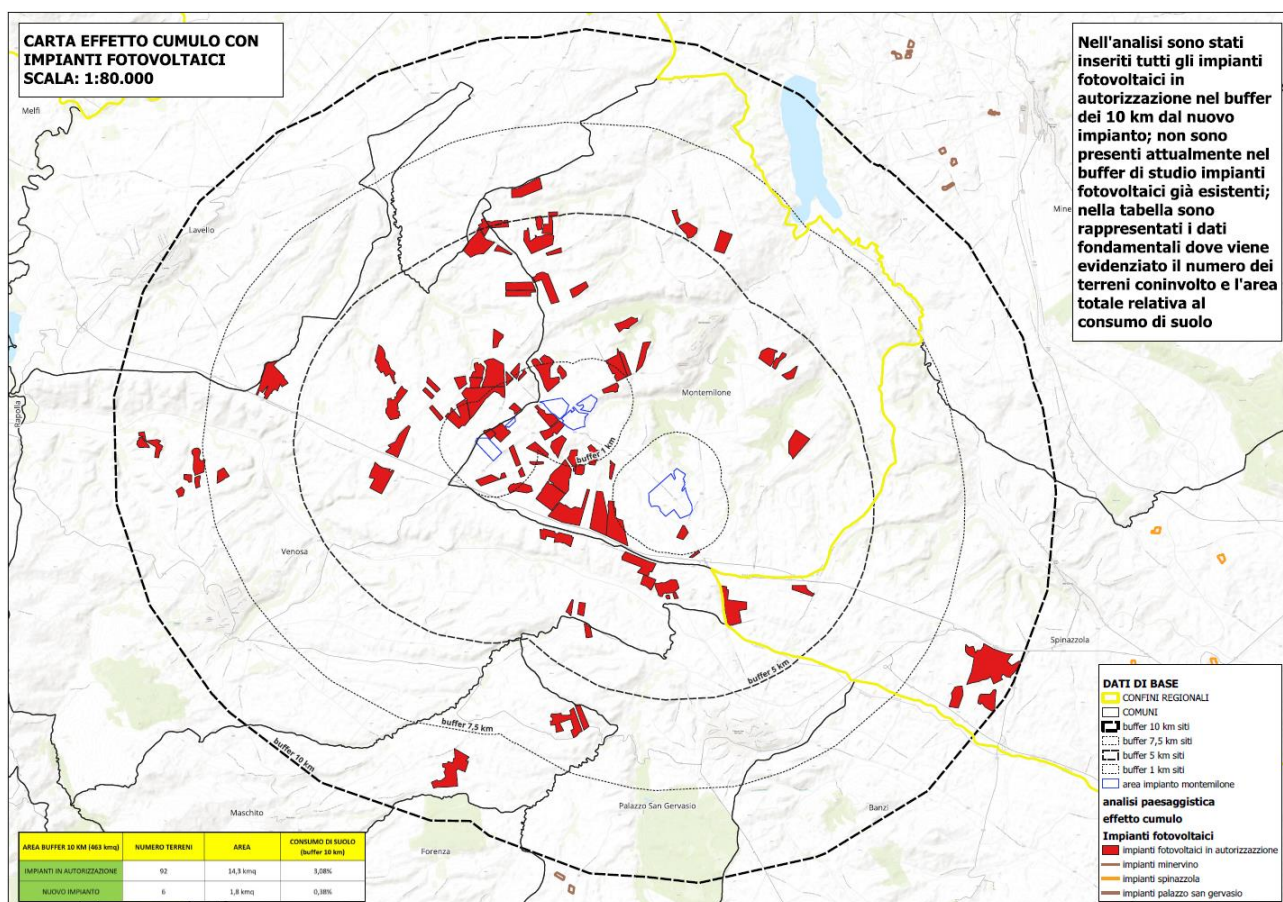 CARTA EFFETTO CUMULO CON
IMPIANTI FOTOVOLTAICI
SCALA: 1:80.000
Nell'analisi sono stati
inseriti tutti gli impianti
fotovoltaici in
autorizzazione nel buffer
dei 10 km dal nuovo
impianto; non sono
presenti attualmente nel
buffer di studio impianti
fotovoltaici già esistenti;
nella tabella sono
rappresentati i dati
fondamentali dove viene
evidenziato il numero dei
terreni coninvolto e l'area
totale relativa al
consumo di suolo
Melfi
Lavello
Mine
Rapolla
Montemilone
buffer 1 km
Venosa
Spinazzola
buffer 5 km
buffer 7,5 km
buffer 10 km
Maschito
Palazzo San Gervasio
Banzi
Forenza
DATI DI BASE
CONFINI REGIONALI
COMUNI
buffer 10 km siti
buffer 7,5 km siti
buffer 5 km siti
buffer 1 km siti
area impianto montemilone
analisi paesaggistica
effetto cumulo
Impianti fotovoltaici
impianti fotovoltaici in autorizzazzione
impianti minervino
impianti spinazzola
impianti palazzo san gervasio
AREA BUFFER 10 KM (463 kmq) NUMERO TERRENI AREA CONSUMO DI SUOLO
(buffer 10 km)
IMPIANTI IN AUTORIZZAZIONE 92 14,3 kmq 3,08%
NUOVO IMPIANTO 6 1,8 kmq 0,38%